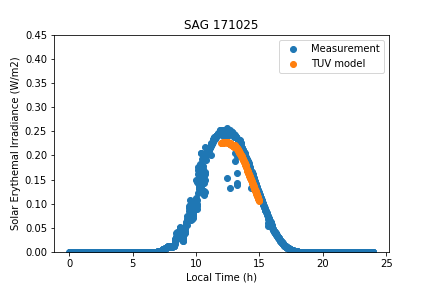 SAG 171025
Measurement
TUV model
Solar Erythemal Irradiance (W/m2)
0.45
0.40
0.35
0.30
0.25
0.20
0.15
0.10
0.05
0.00
0 5 10 15 20 25
Local Time (h)